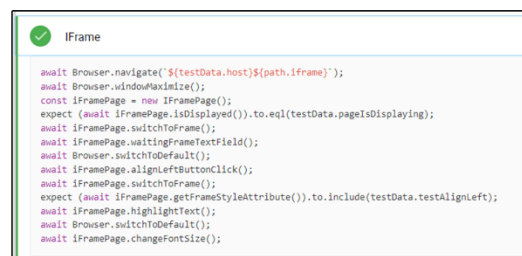 IFrame
await Browser.navigate(`${testData.host}${path.iframe}`);
await Browser.windowMaximize();
const iFramePage = new IFramePage();
expect (await iFramePage.isDisplayed()).to.eql(testData.pageIsDisplaying);
await iFramePage.switchToFrame();
await iFramePage.waitingFrameTextField();
await Browser.switchToDefault();
await iFramePage.alignLeftButtonClick();
await iFramePage.switchToFrame();
expect (await iFramePage.getFrameStyleAttribute()).to.include(testData.testAlignLeft);
await iFramePage.highlightText();
await Browser.switchToDefault();
await iFramePage.changeFontSize();